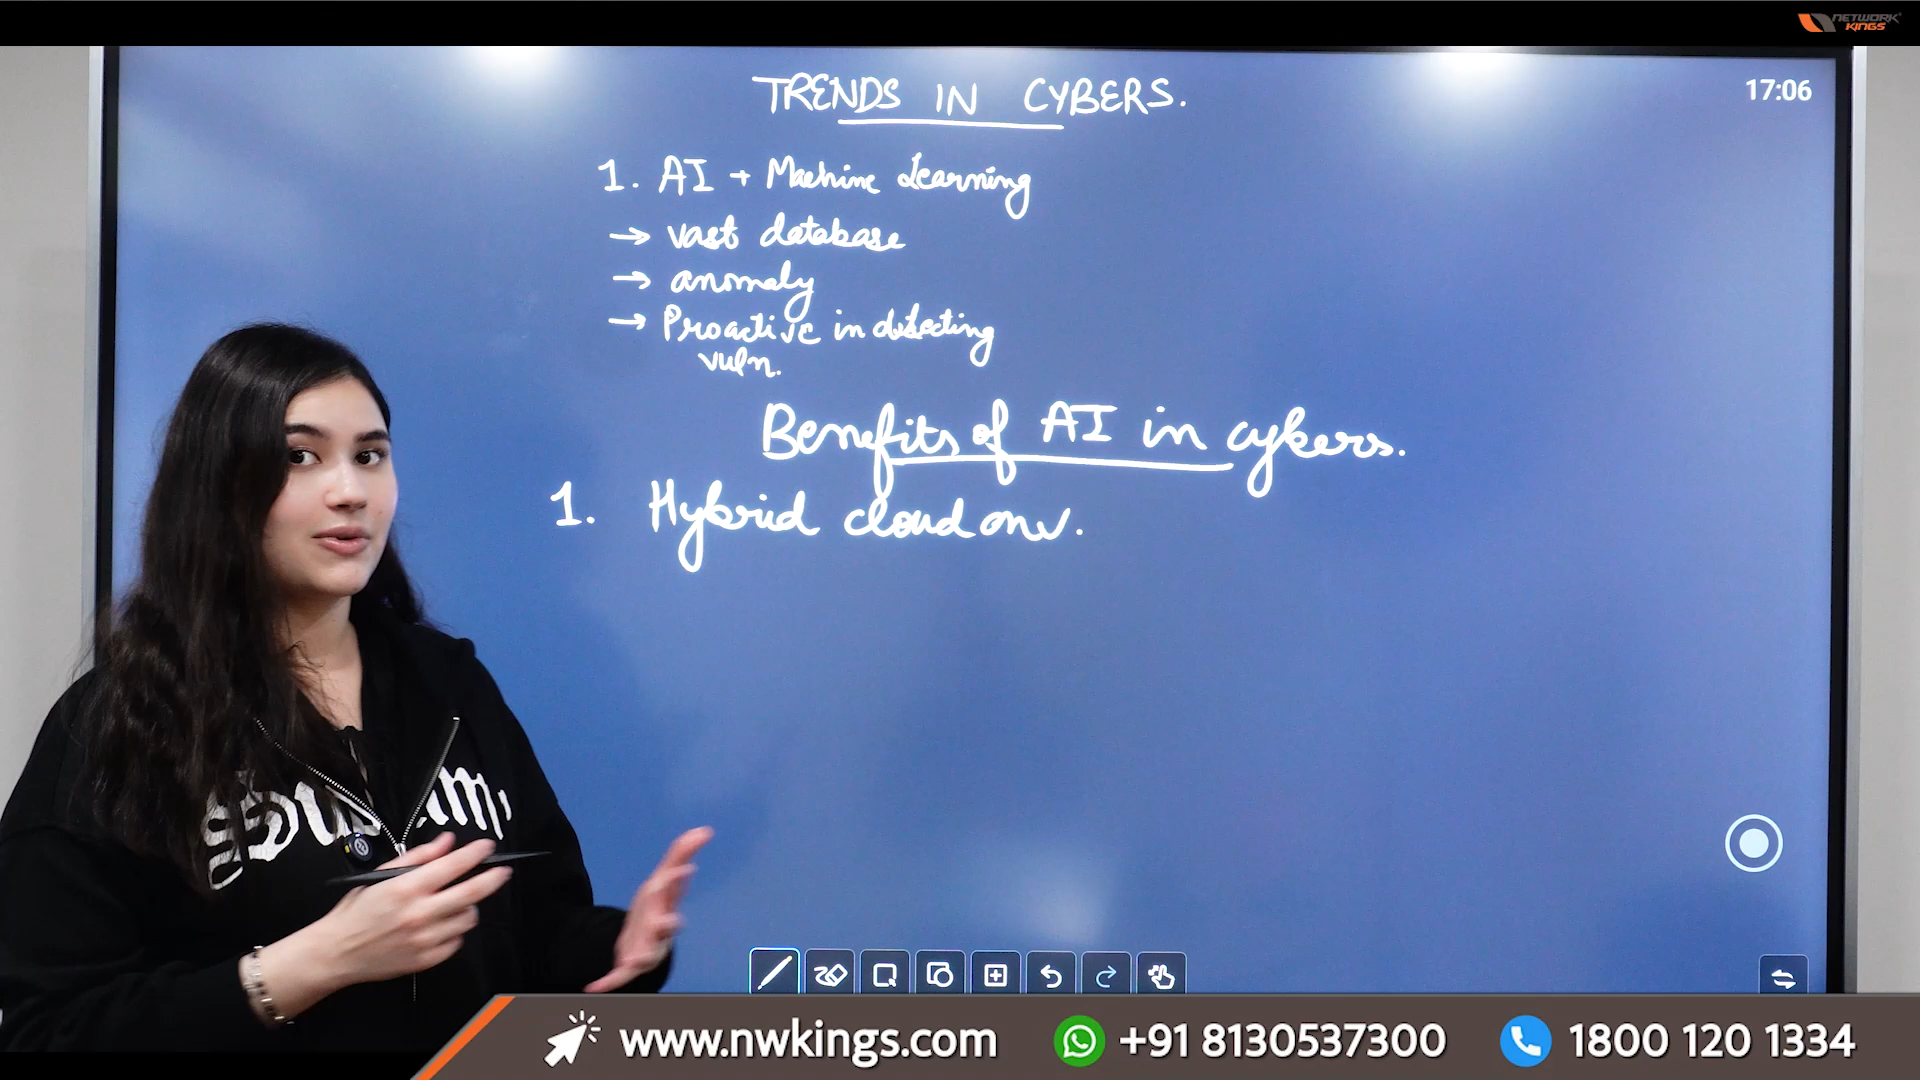 NETWORK
KINGS
17:06
TRENDS IN CYBERS.
1. AI + Machine Learning
→ vast database
→ anomaly
→ Proactive in detecting
vuln.
Benefits of AI in cybers.
1. Hybrid cloud env.
www.nwkings.com
+91 8130537300
1800 120 1334